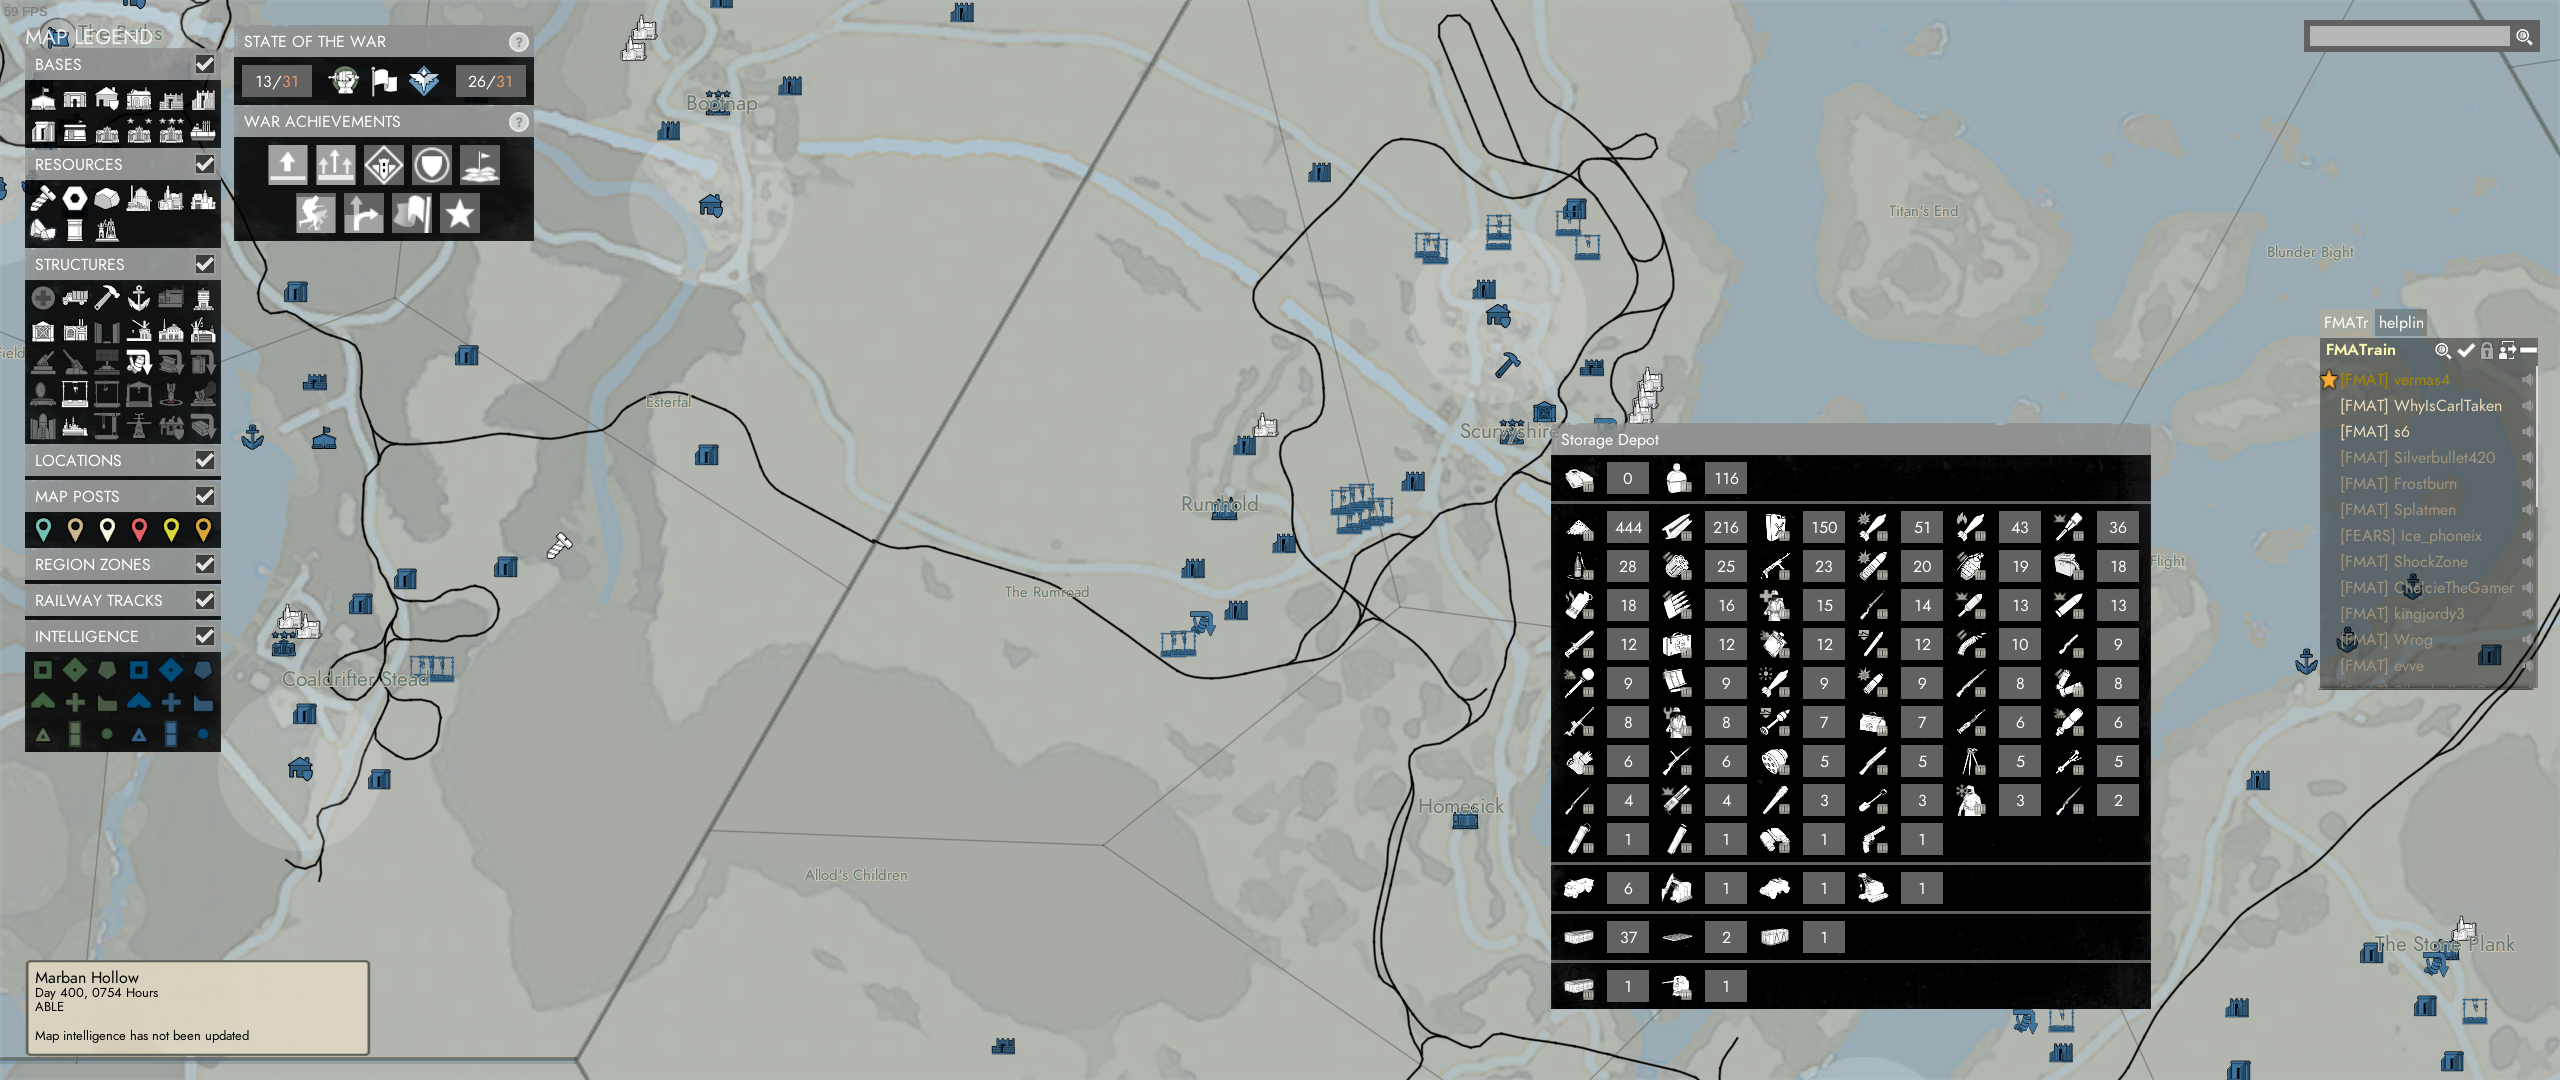 59 FPS
MAP LEGEND
BASES
RESOURCES
STRUCTURES
LOCATIONS
MAP POSTS
REGION ZONES
RAILWAY TRACKS
INTELLIGENCE
STATE OF THE WAR
?
13/31
26/31
WAR ACHIEVEMENTS
?
Bootnap
Esterfal
Coaldrifter Stead
The Rumroad
Rumhold
Scurvyshire
Homesick
Allod's Children
Titan's End
Blunder Bight
Flight
The Stone Plank
Storage Depot
0 116
444 216 150 51 43 36
28 25 23 20 19 18
18 16 15 14 13 13
12 12 12 12 10 9
9 9 9 9 8 8
8 8 7 7 6 6
6 6 5 5 5 5
4 4 3 3 3 2
1 1 1 1
6 1 1 1
37 2 1
1 1
FMATr helplin
FMATrain
[FMAT] vermas4
[FMAT] WhyIsCarlTaken
[FMAT] s6
[FMAT] Silverbullet420
[FMAT] Frostburn
[FMAT] Splatmen
[FEARS] Ice_phoneix
[FMAT] ShockZone
[FMAT] ChelcieTheGamer
[FMAT] kingjordy3
[FMAT] Wrog
[FMAT] evve
Marban Hollow
Day 400, 0754 Hours
ABLE
Map intelligence has not been updated